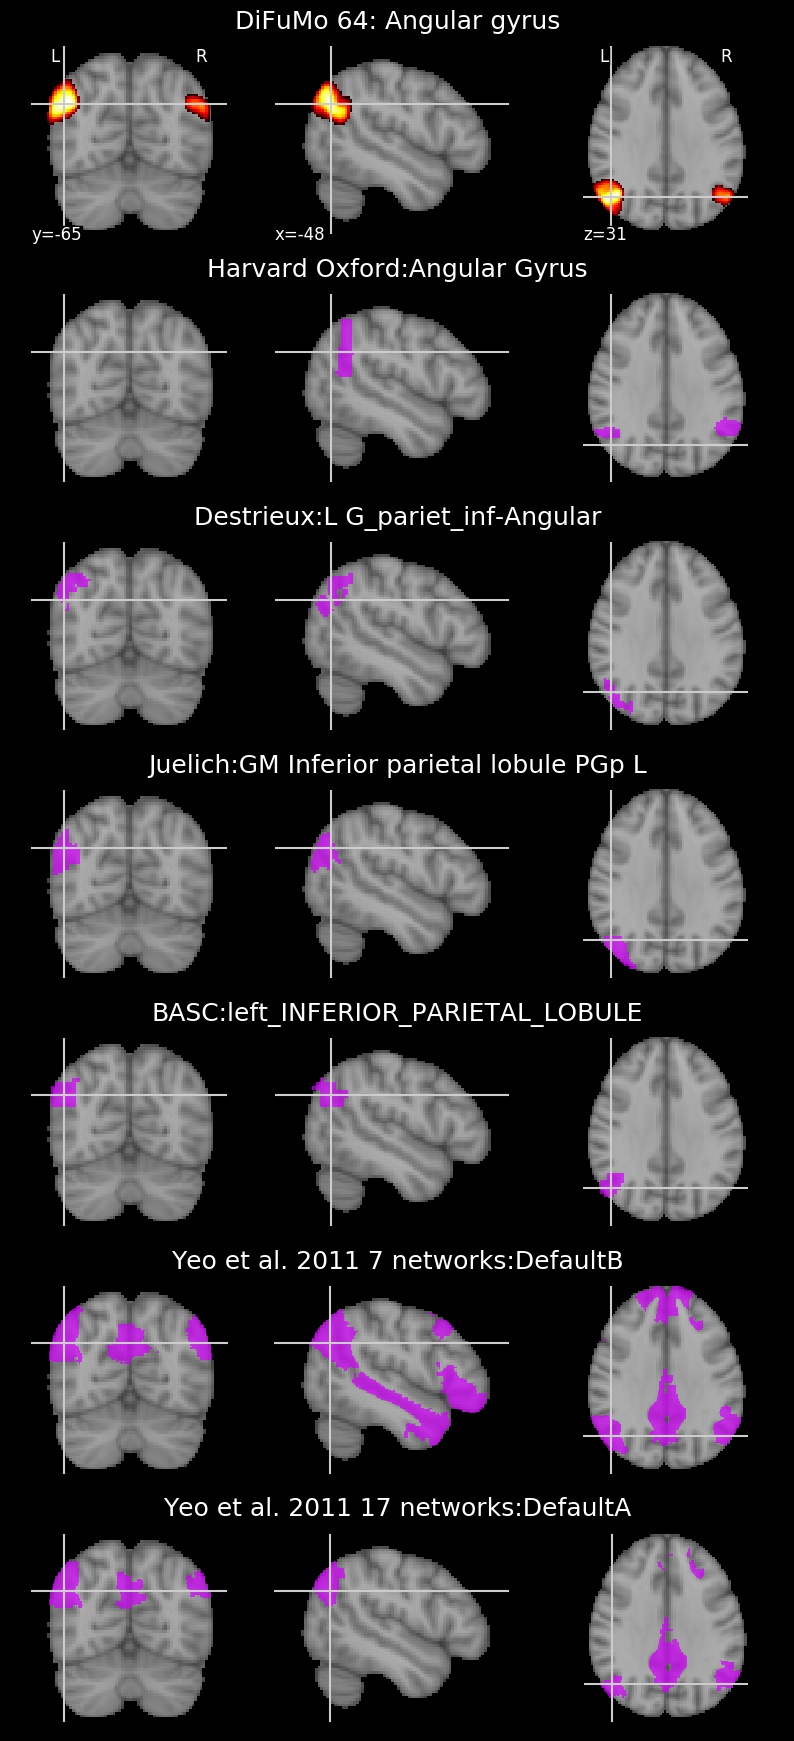 DiFuMo 64: Angular gyrus
L R L R
y=-65 x=-48 z=31
Harvard Oxford:Angular Gyrus
Destrieux:L G_pariet_inf-Angular
Juelich:GM Inferior parietal lobule PGp L
BASC:left_INFERIOR_PARIETAL_LOBULE
Yeo et al. 2011 7 networks:DefaultB
Yeo et al. 2011 17 networks:DefaultA